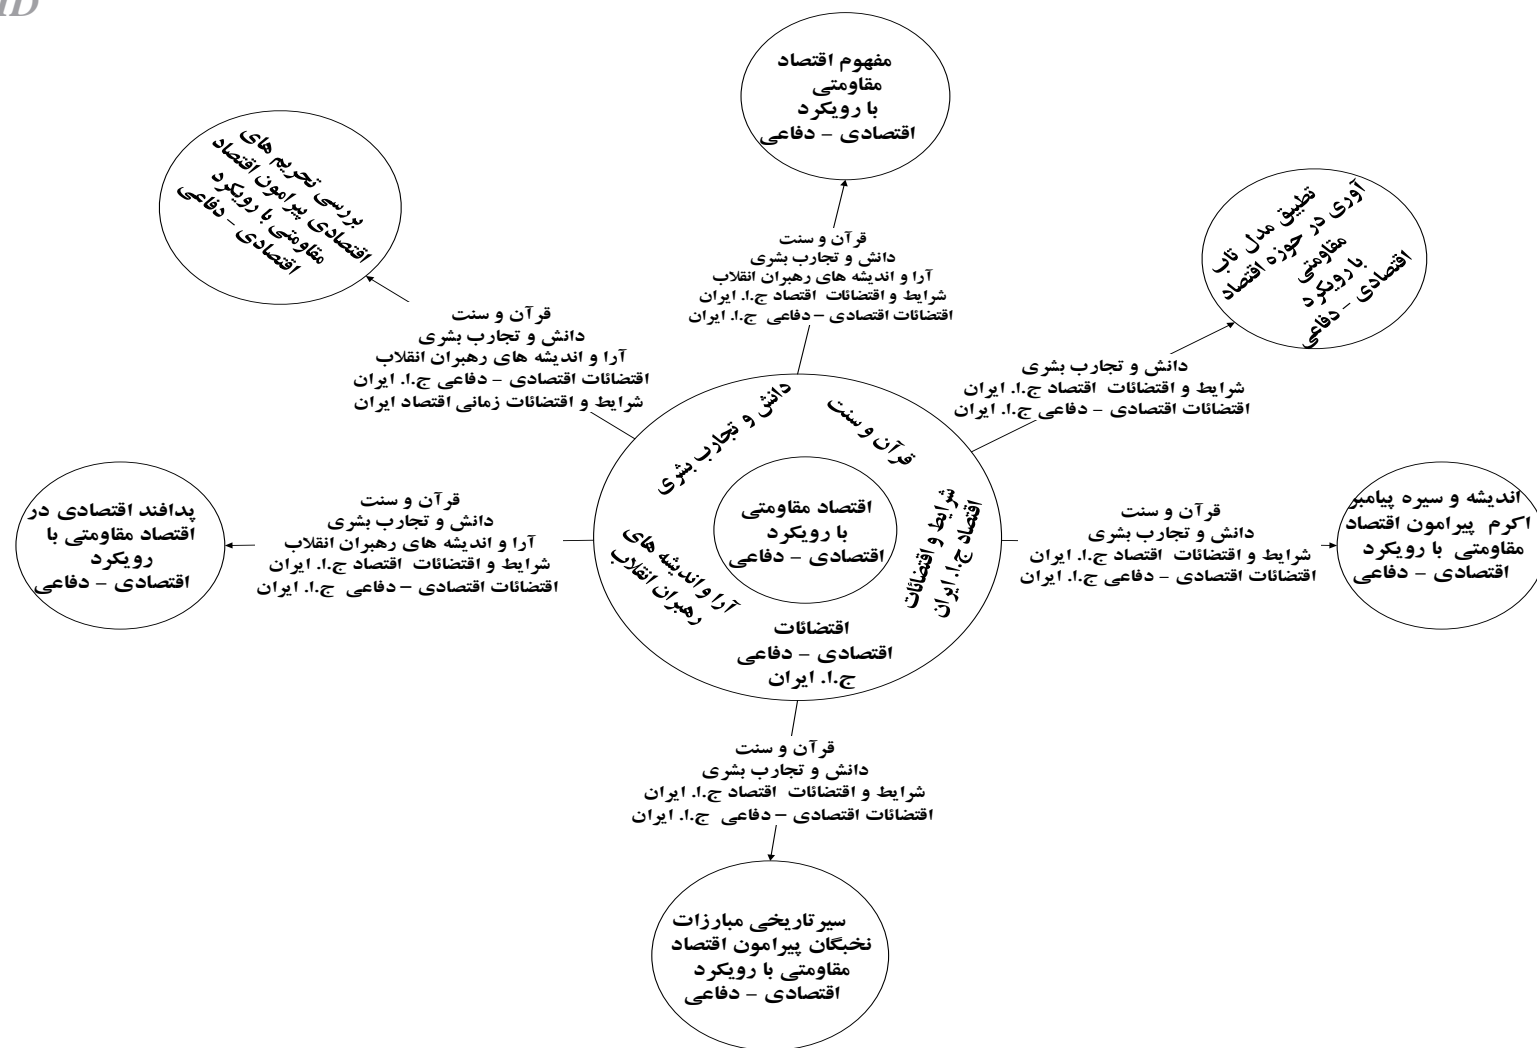 مفهوم اقتصاد
مقاومتی
با رویکرد
اقتصادی – دفاعی
قرآن و سنت
دانش و تجارب بشری
آرا و اندیشه های رهبران انقلاب
شرایط و اقتضائات اقتصاد ج.ا. ایران
اقتضائات اقتصادی – دفاعی ج.ا. ایران
تطبیق مدل تاب
آوری در حوزه اقتصاد
مقاومتی
با رویکرد
اقتصادی – دفاعی
دانش و تجارب بشری
شرایط و اقتضائات اقتصاد ج.ا. ایران
اقتضائات اقتصادی – دفاعی ج.ا. ایران
بررسی تحریم های
اقتصادی پیرامون اقتصاد
مقاومتی با رویکرد
اقتصادی – دفاعی
قرآن و سنت
دانش و تجارب بشری
آرا و اندیشه های رهبران انقلاب
اقتضائات اقتصادی – دفاعی ج.ا. ایران
شرایط و اقتضائات زمانی اقتصاد ایران
اندیشه و سیره پیامبر
اکرم پیرامون اقتصاد
مقاومتی با رویکرد
اقتصادی – دفاعی
قرآن و سنت
دانش و تجارب بشری
شرایط و اقتضائات اقتصاد ج.ا. ایران
اقتضائات اقتصادی – دفاعی ج.ا. ایران
قرآن و سنت
شرایط و اقتضائات
اقتصاد ج.ا. ایران
دانش و تجارب بشری
اقتصاد مقاومتی
با رویکرد
اقتصادی – دفاعی
آرا و اندیشه های
رهبران انقلاب
اقتضائات
اقتصادی – دفاعی
ج.ا. ایران
قرآن و سنت
دانش و تجارب بشری
آرا و اندیشه های رهبران انقلاب
شرایط و اقتضائات اقتصاد ج.ا. ایران
اقتضائات اقتصادی – دفاعی ج.ا. ایران
پدافند اقتصادی در
اقتصاد مقاومتی با
رویکرد
اقتصادی – دفاعی
قرآن و سنت
دانش و تجارب بشری
شرایط و اقتضائات اقتصاد ج.ا. ایران
اقتضائات اقتصادی – دفاعی ج.ا. ایران
سیر تاریخی مبارزات
نخبگان پیرامون اقتصاد
مقاومتی با رویکرد
اقتصادی – دفاعی